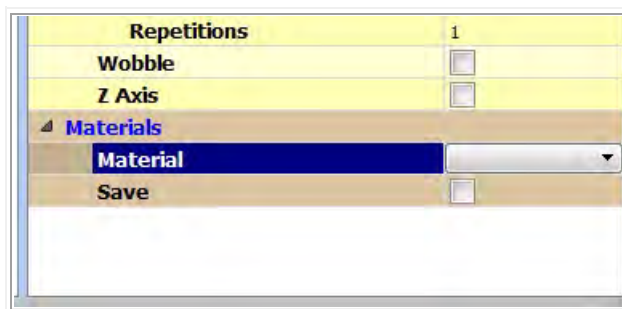 Repetitions 1
Wobble
Z Axis
Materials
Material
Save